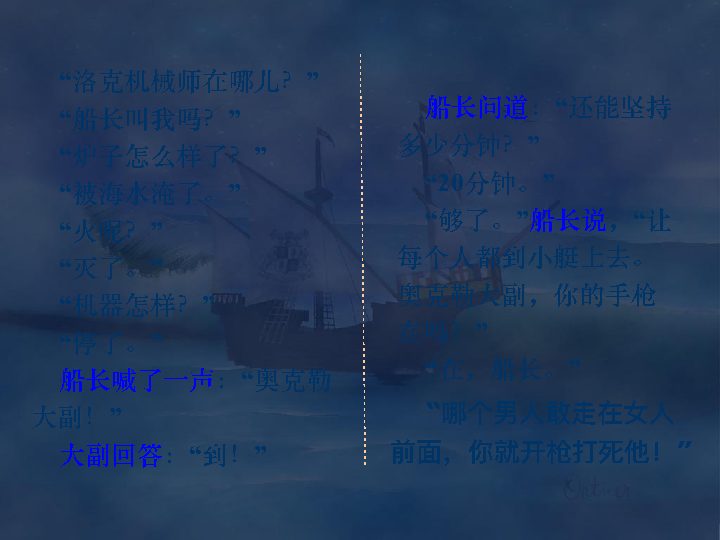 “洛克机械师在哪儿？”
“船长叫我吗？”
“炉子怎么样了？”
“被海水淹了。”
“火呢？”
“灭了。”
“机器怎样？”
“停了。”
船长喊了一声：“奥克勒
大副！”
大副回答：“到！”
船长问道：“还能坚持
多少分钟？”
“20分钟。”
“够了。”船长说，“让
每个人都到小艇上去。
奥克勒大副，你的手枪
在吗？”
“在，船长。”
“哪个男人敢走在女人
前面，你就开枪打死他！”